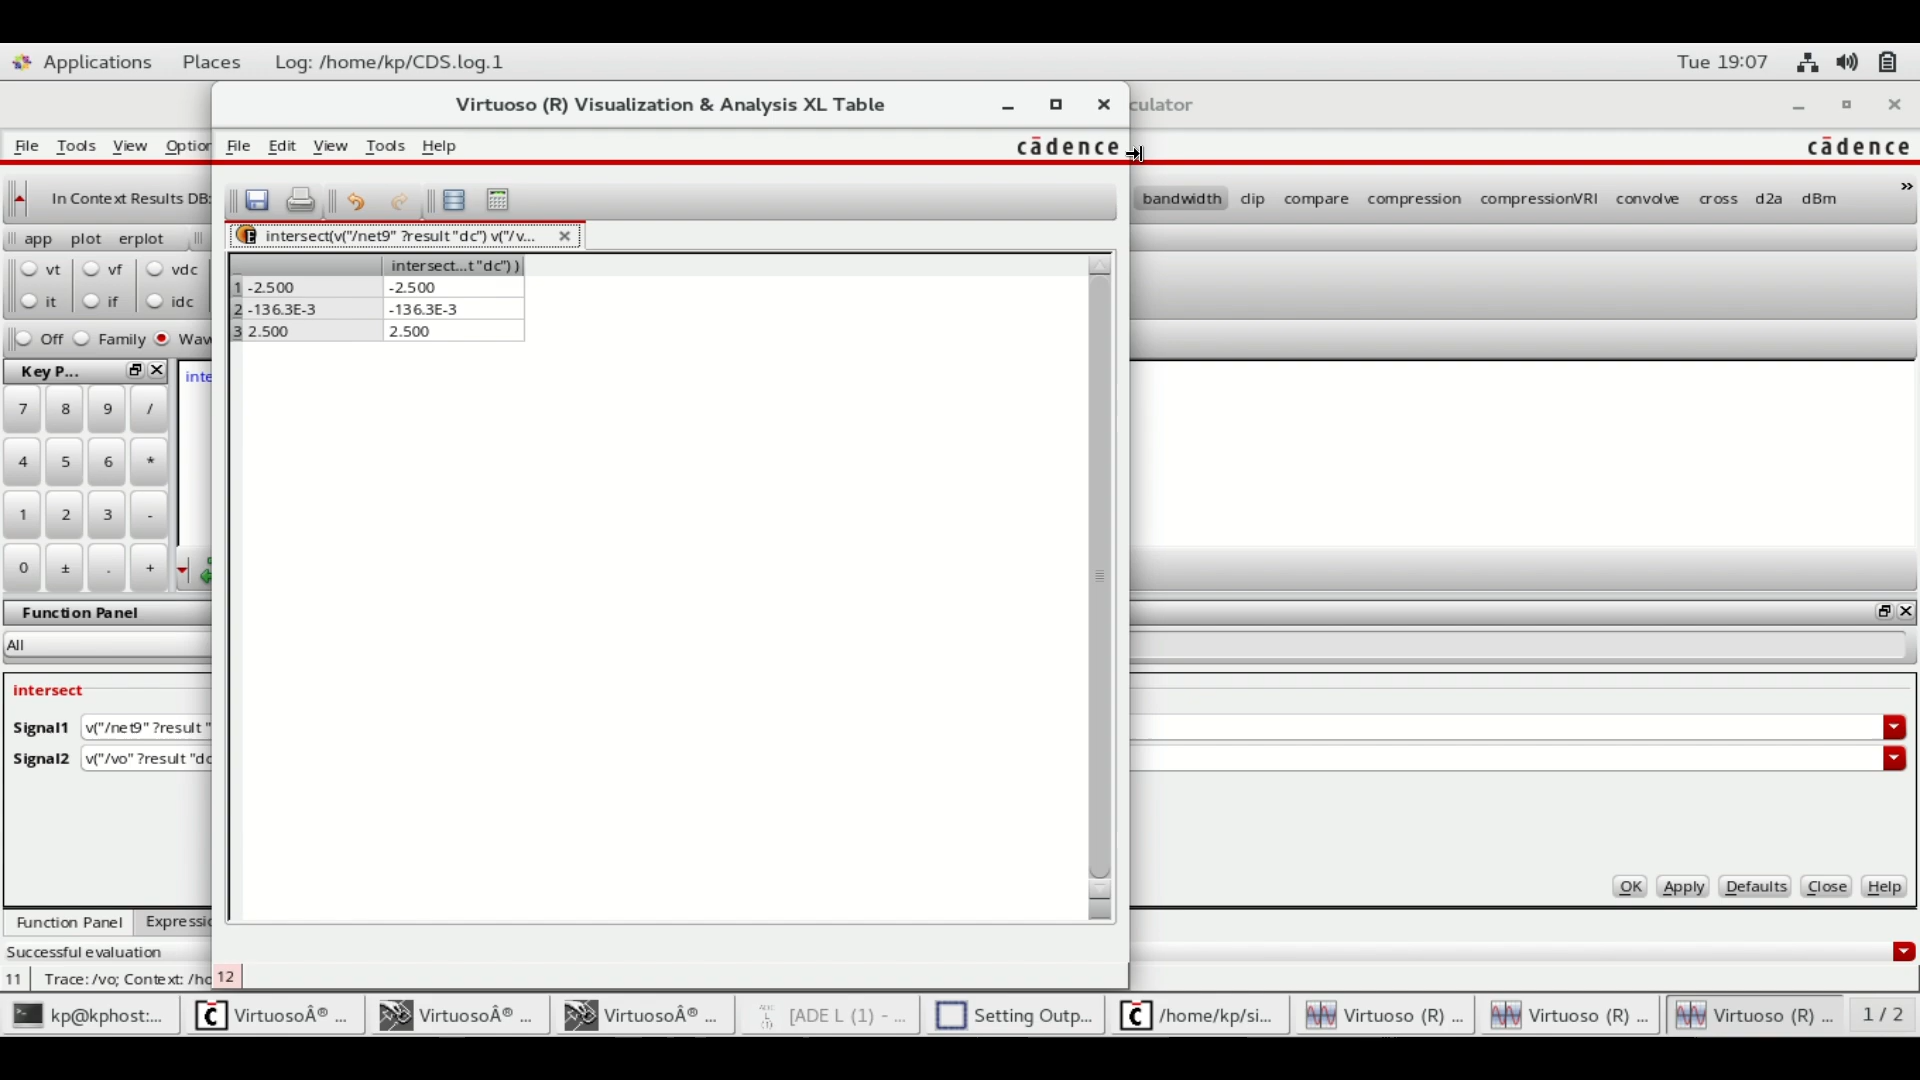 Applications Places Log: /home/kp/CDS.log.1 Tue 19:07
Virtuoso (R) Visualization & Analysis XL Table
culator
File Tools View Option
File Edit View Tools Help cādence
cādence
In Context Results DB:
bandwidth clip compare compression compressionVRI convolve cross d2a dBm »
app plot erplot
intersect(v("/net9" ?result "dc") v("/v...
vt vf vdc
it if idc
intersect...t "dc") )
1 -2.500 -2.500
2 -136.3E-3 -136.3E-3
3 2.500 2.500
Off Family Wav
Key P...
inte
7 8 9 /
4 5 6 *
1 2 3 -
0 ± . +
Function Panel
All
intersect
Signal1 v("/net9" ?result "
Signal2 v("/vo" ?result "dc
OK Apply Defaults Close Help
Function Panel Expressio
Successful evaluation
11 Trace: /vo; Context: /ho
12
kp@kphost:... VirtuosoÂ® ... VirtuosoÂ® ... VirtuosoÂ® ... [ADE L (1) - ... Setting Outp... /home/kp/si... Virtuoso (R) ... Virtuoso (R) ... Virtuoso (R) ... 1 / 2